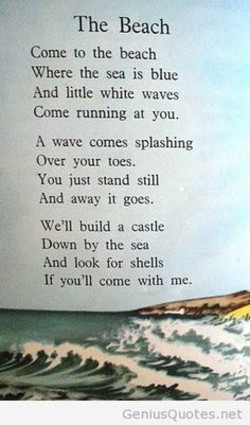 The Beach
Come to the beach
Where the sea is blue
And little white waves
Come running at you.
A wave comes splashing
Over your toes.
You just stand still
And away it goes.
We'll build a castle
Down by the sea
And look for shells
If you'll come with me.
GeniusQuotes.net